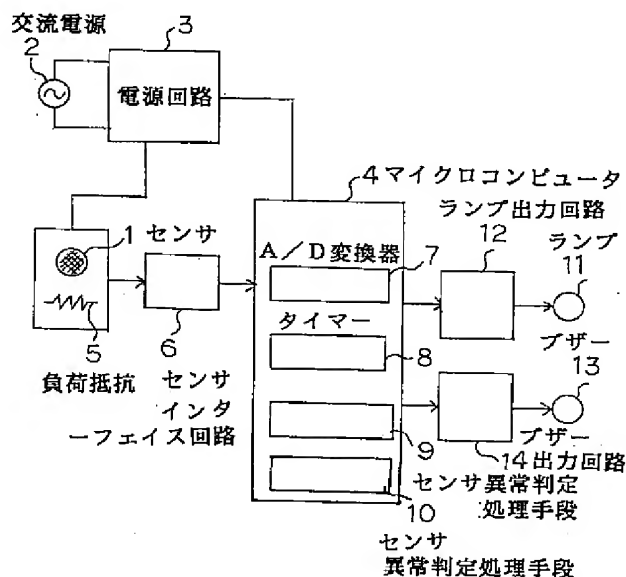 交流電源
2
3
電源回路
4マイクロコンピュータ
ランプ出力回路
12
ランプ
11
1 センサ
A/D変換器
7
5
6
タイマー
8
ブザー
13
負荷抵抗
センサ
インタ
ーフェイス回路
9
ブザー
14出力回路
センサ異常判定
処理手段
10
センサ
異常判定処理手段